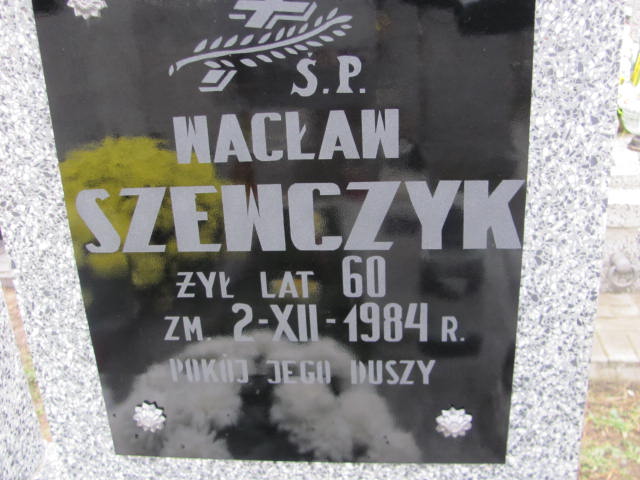 Ś.P.
WACŁAW
SZEWCZYK
ŻYŁ LAT 60
ZM. 2-XII-1984 R.
POKÓJ JEGO DUSZY